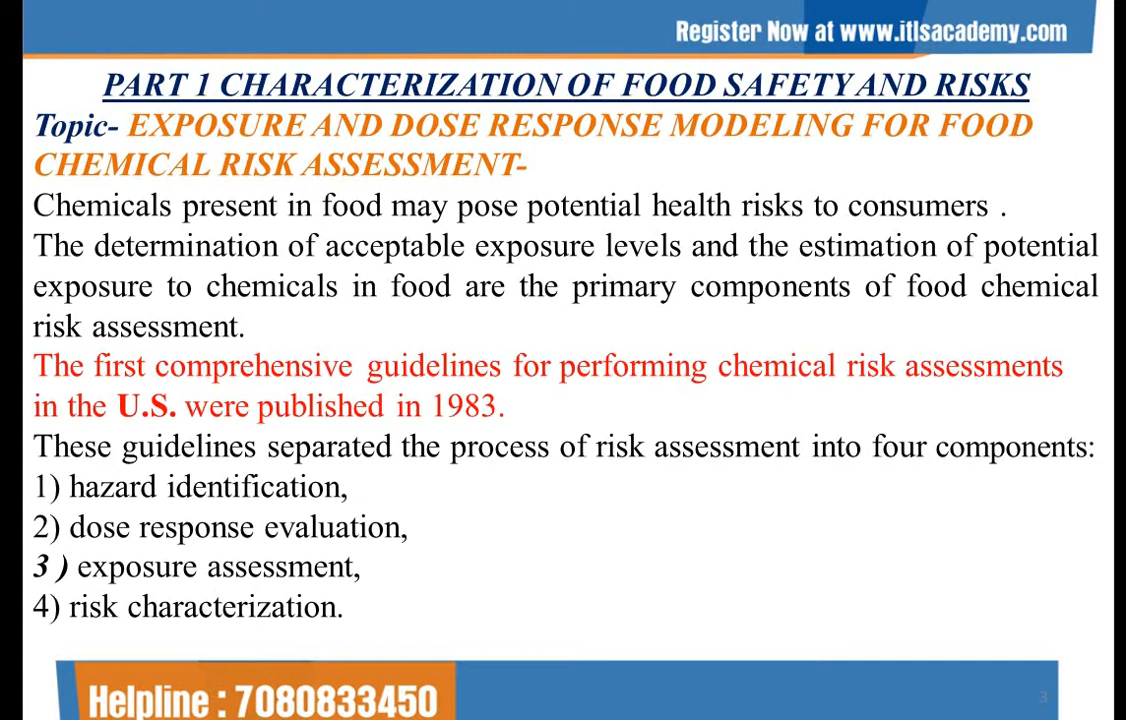 Register Now at www.itlsacademy.com
PART 1 CHARACTERIZATION OF FOOD SAFETY AND RISKS
Topic- EXPOSURE AND DOSE RESPONSE MODELING FOR FOOD
CHEMICAL RISK ASSESSMENT-
Chemicals present in food may pose potential health risks to consumers .
The determination of acceptable exposure levels and the estimation of potential
exposure to chemicals in food are the primary components of food chemical
risk assessment.
The first comprehensive guidelines for performing chemical risk assessments
in the U.S. were published in 1983.
These guidelines separated the process of risk assessment into four components:
1) hazard identification,
2) dose response evaluation,
3 ) exposure assessment,
4) risk characterization.
Helpline : 7080833450
3